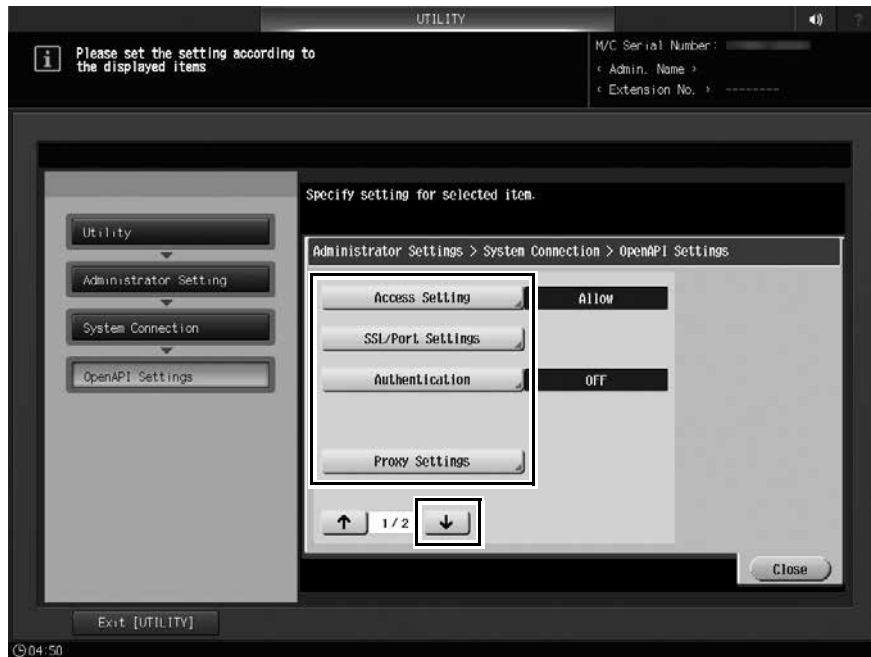 UTILITY
?
i
Please set the setting according to
the displayed items
M/C Serial Number:
< Admin. Name >
< Extension No. > --------
Specify setting for selected item.
Utility
Administrator Setting
System Connection
OpenAPI Settings
Administrator Settings > System Connection > OpenAPI Settings
Access Setting
Allow
SSL/Port Settings
Authentication
OFF
Proxy Settings
↑ 1/2 ↓
Close
Exit [UTILITY]
04:50